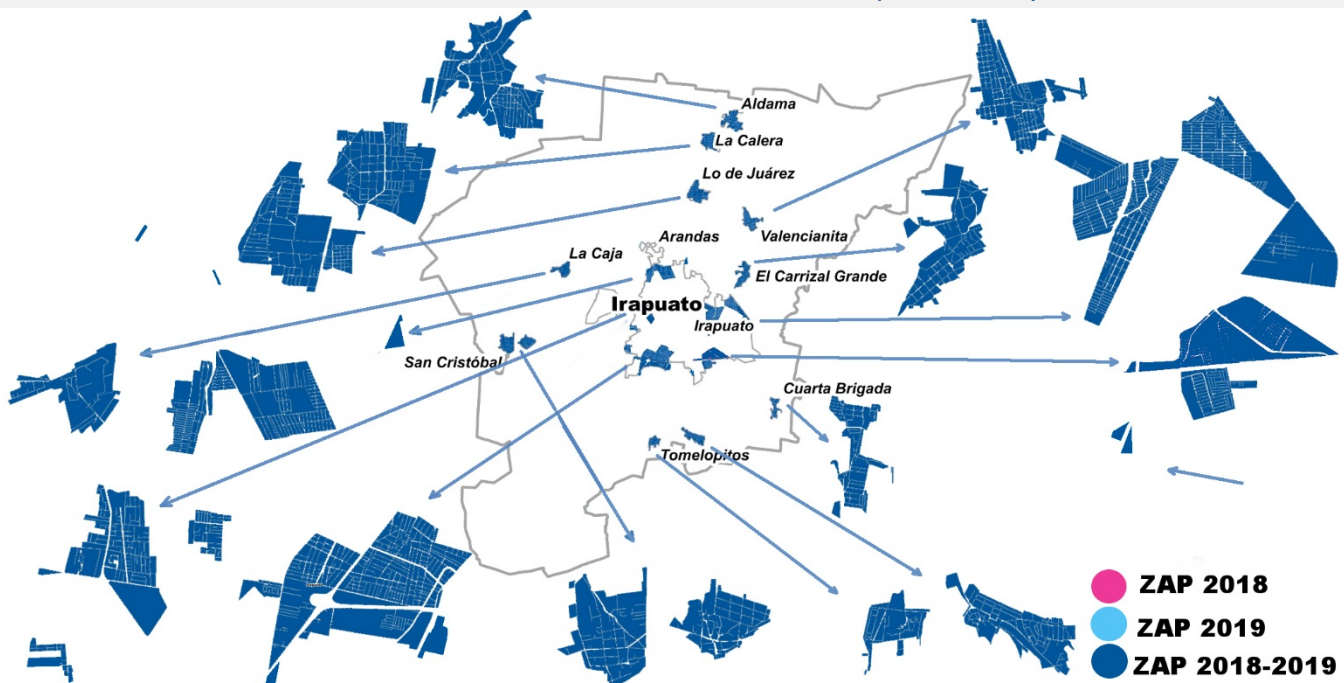 Aldama
La Calera
Lo de Juárez
Valencianita
Arandas
La Caja
El Carrizal Grande
Irapuato
Irapuato
San Cristóbal
Cuarta Brigada
Tomelopitos
ZAP 2018
ZAP 2019
ZAP 2018-2019